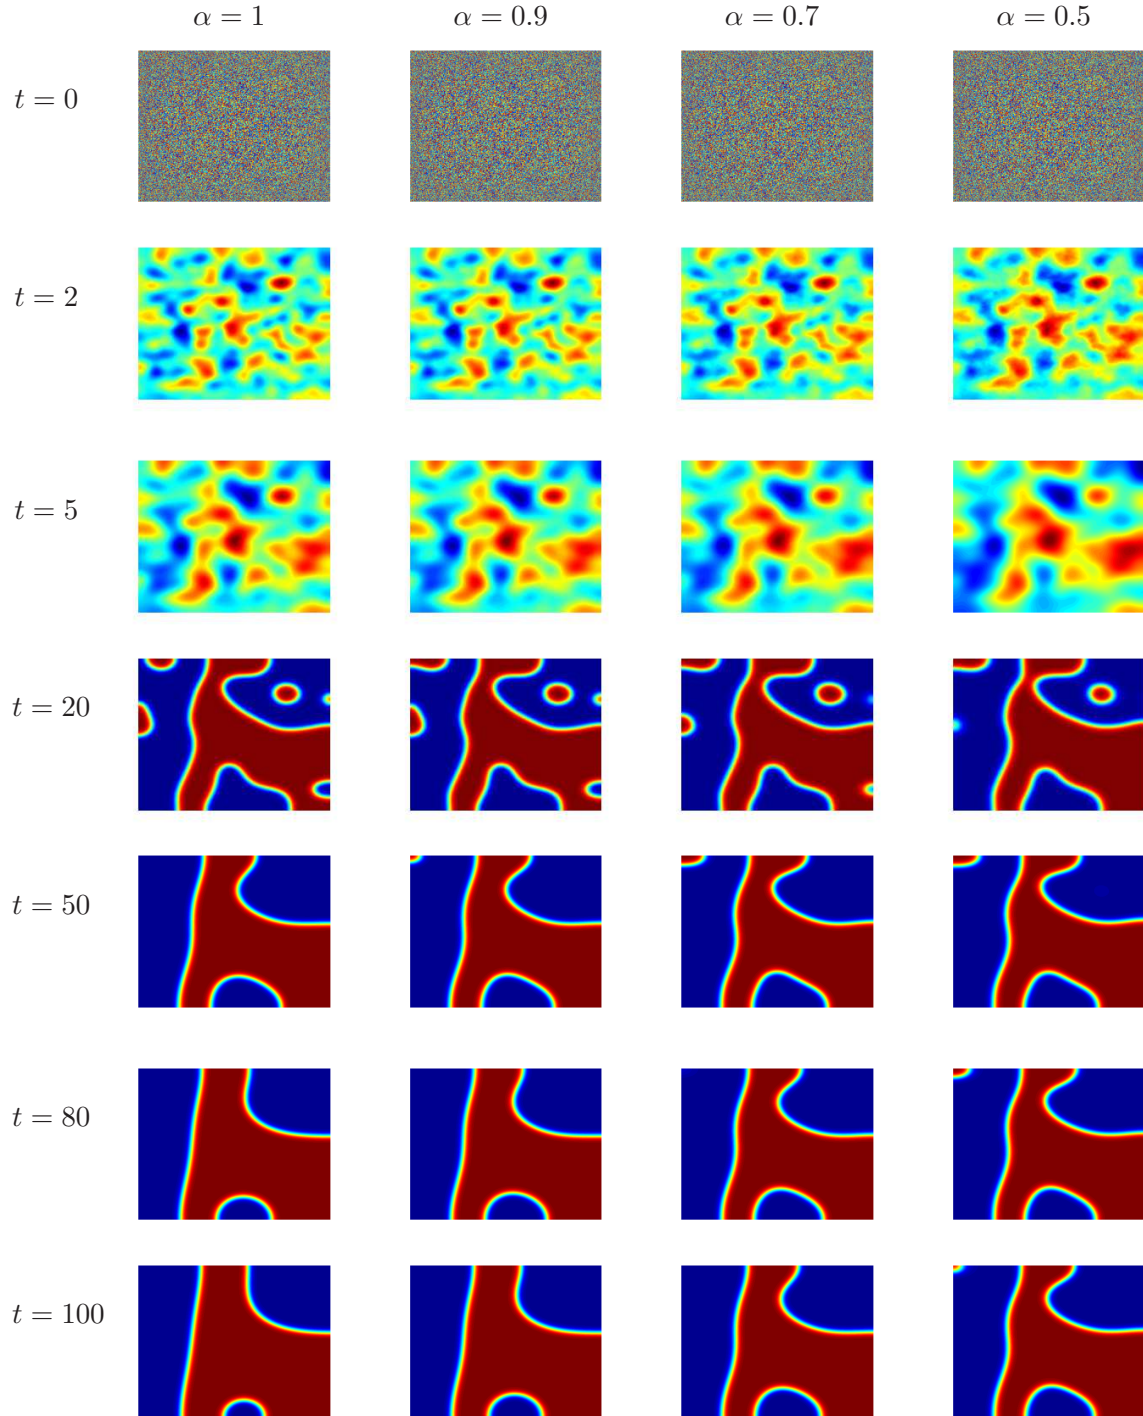 α = 1 α = 0.9 α = 0.7 α = 0.5
t = 0
t = 2
t = 5
t = 20
t = 50
t = 80
t = 100